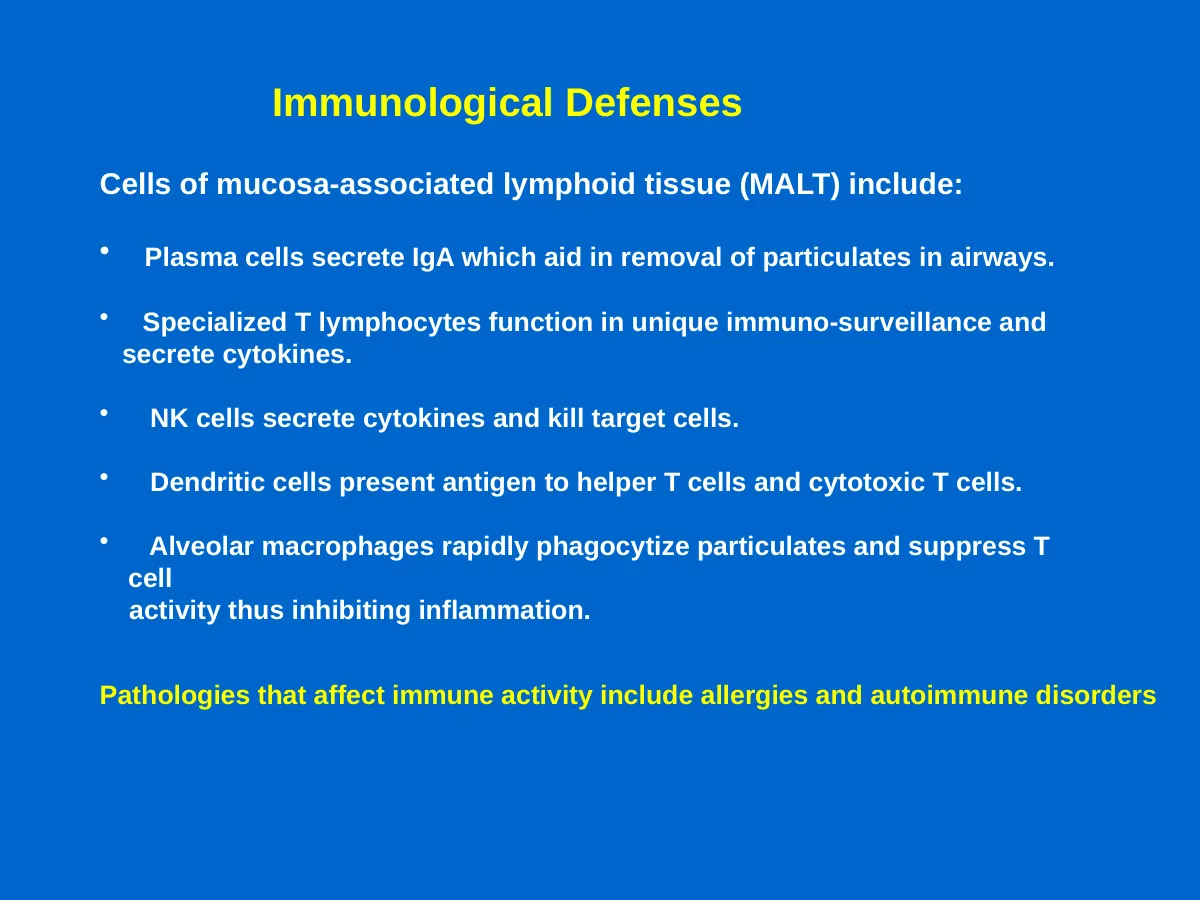 Immunological Defenses
Cells of mucosa-associated lymphoid tissue (MALT) include:
• Plasma cells secrete IgA which aid in removal of particulates in airways.
• Specialized T lymphocytes function in unique immuno-surveillance and
secrete cytokines.
• NK cells secrete cytokines and kill target cells.
• Dendritic cells present antigen to helper T cells and cytotoxic T cells.
• Alveolar macrophages rapidly phagocytize particulates and suppress T
cell
activity thus inhibiting inflammation.
Pathologies that affect immune activity include allergies and autoimmune disorders